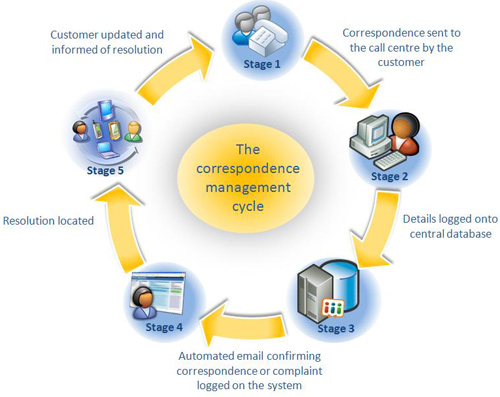 Customer updated and
informed of resolution
Stage 1
Correspondence sent to
the call centre by the
customer
Stage 5
The
correspondence
management
cycle
Stage 2
Resolution located
Details logged onto
central database
Stage 4
Stage 3
Automated email confirming
correspondence or complaint
logged on the system